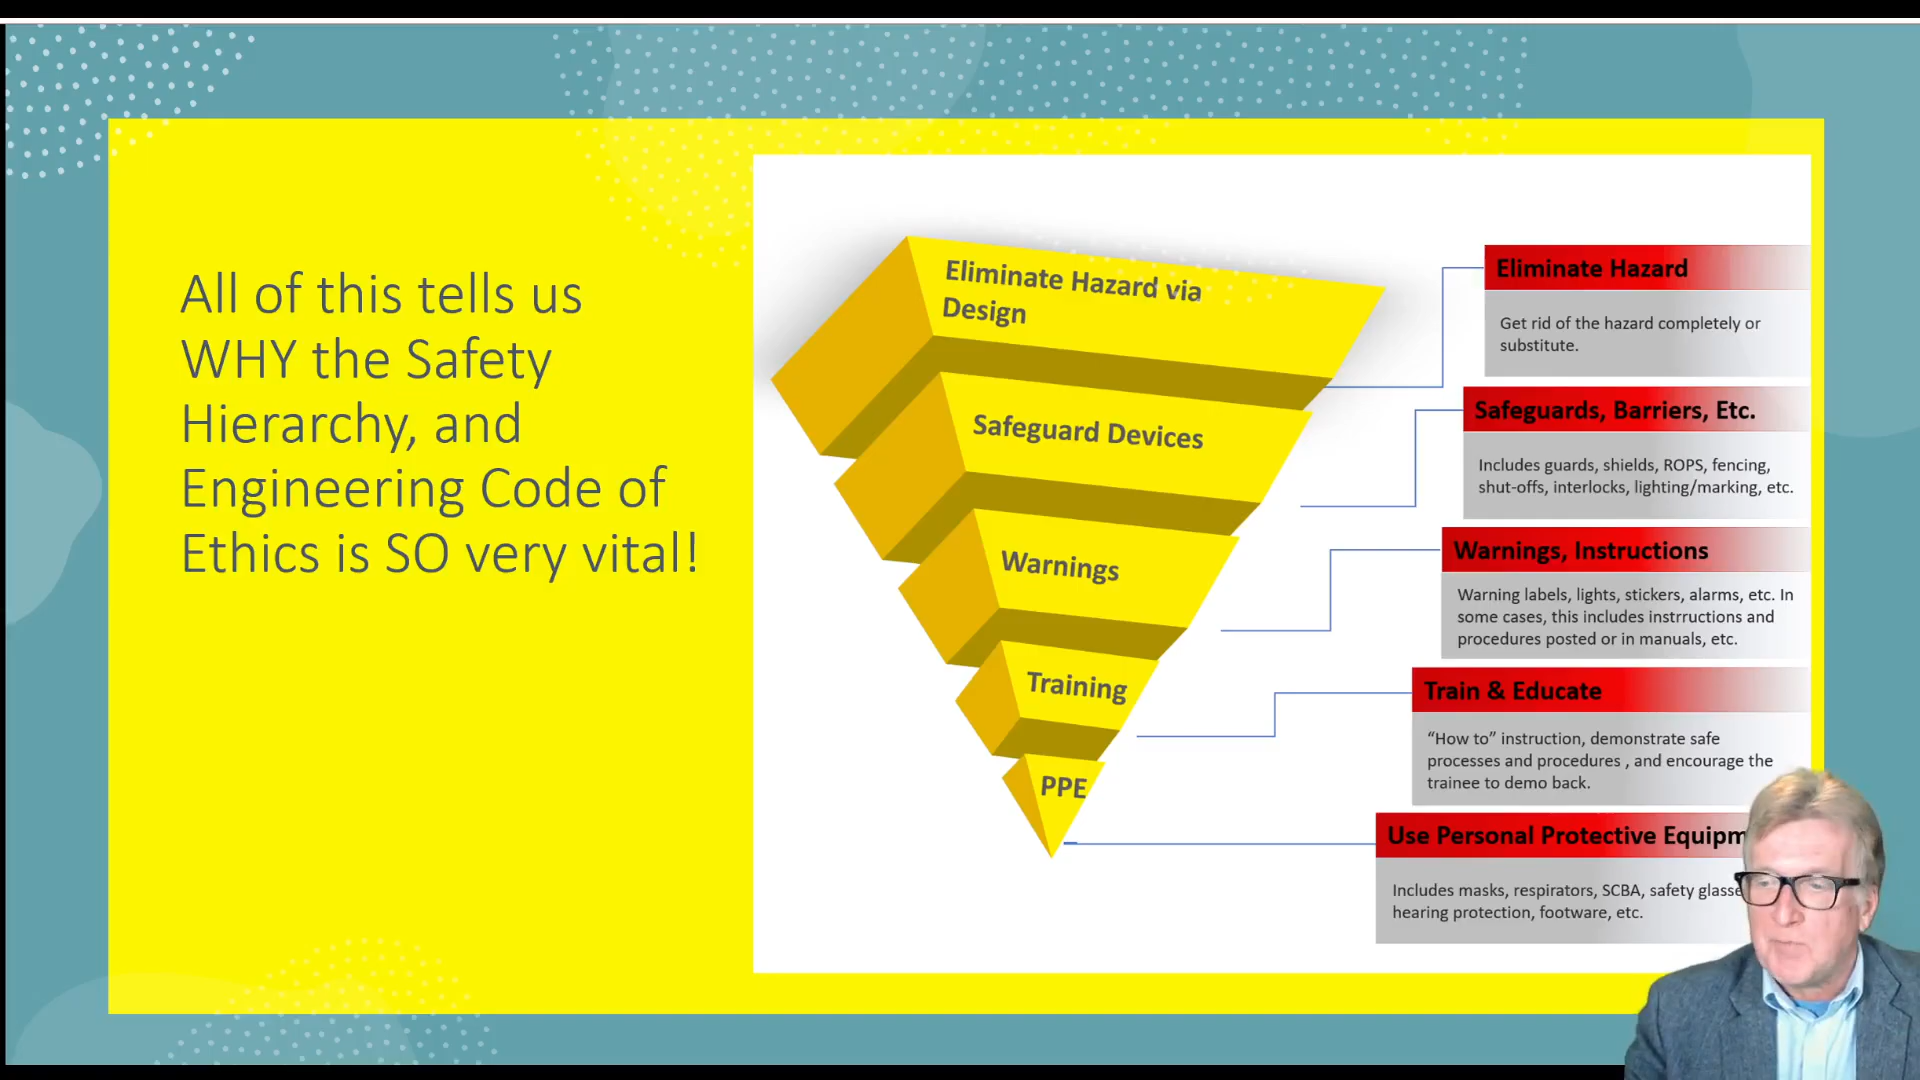 All of this tells us
WHY the Safety
Hierarchy, and
Engineering Code of
Ethics is SO very vital!
Eliminate Hazard via
Design
Safeguard Devices
Warnings
Training
PPE
Eliminate Hazard
Get rid of the hazard completely or
substitute.
Safeguards, Barriers, Etc.
Includes guards, shields, ROPS, fencing,
shut-offs, interlocks, lighting/marking, etc.
Warnings, Instructions
Warning labels, lights, stickers, alarms, etc. In
some cases, this includes instrructions and
procedures posted or in manuals, etc.
Train & Educate
“How to” instruction, demonstrate safe
processes and procedures , and encourage the
trainee to demo back.
Use Personal Protective
Includes masks, respirators, SCBA, safety
hearing protection, footware, etc.